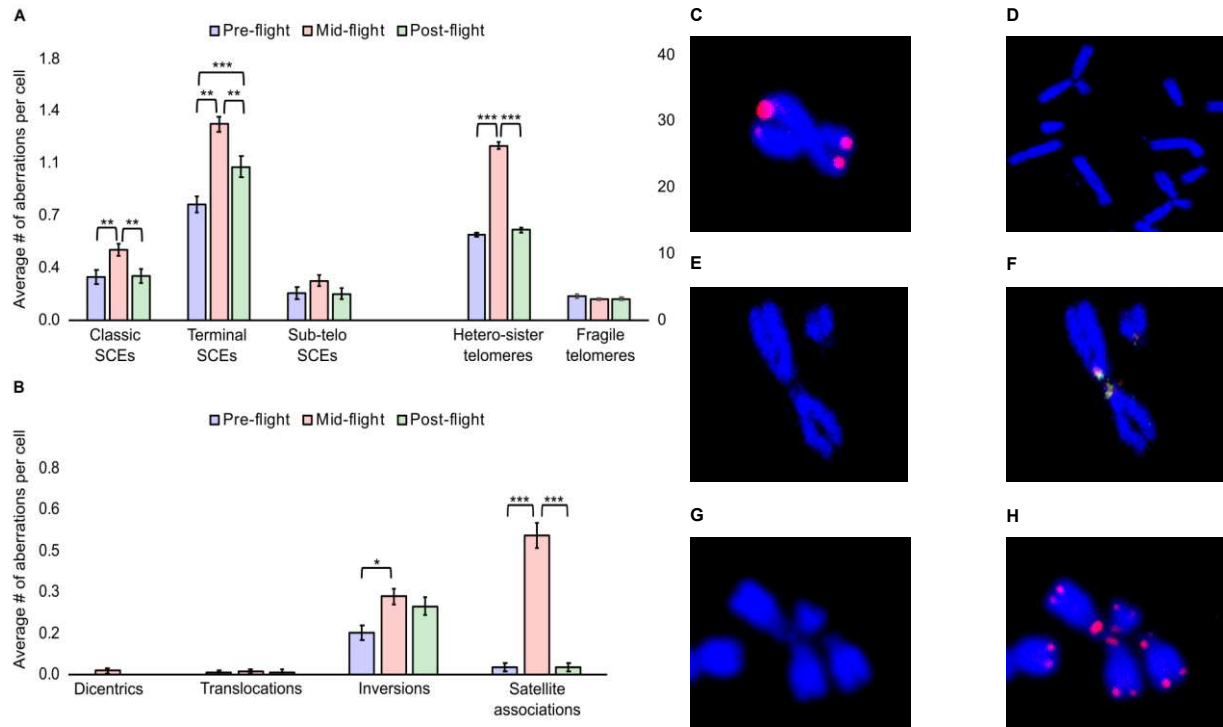 A
Pre-flight Mid-flight Post-flight
Average # of aberrations per cell
1.8
1.4
1.1
0.7
0.4
0.0
40
30
20
10
0
*** ** **
** **
*** ***
Classic SCEs
Terminal SCEs
Sub-telo SCEs
Hetero-sister telomeres
Fragile telomeres
B
Pre-flight Mid-flight Post-flight
Average # of aberrations per cell
0.8
0.6
0.5
0.3
0.2
0.0
*
*** ***
Dicentrics
Translocations
Inversions
Satellite associations
C
D
E
F
G
H